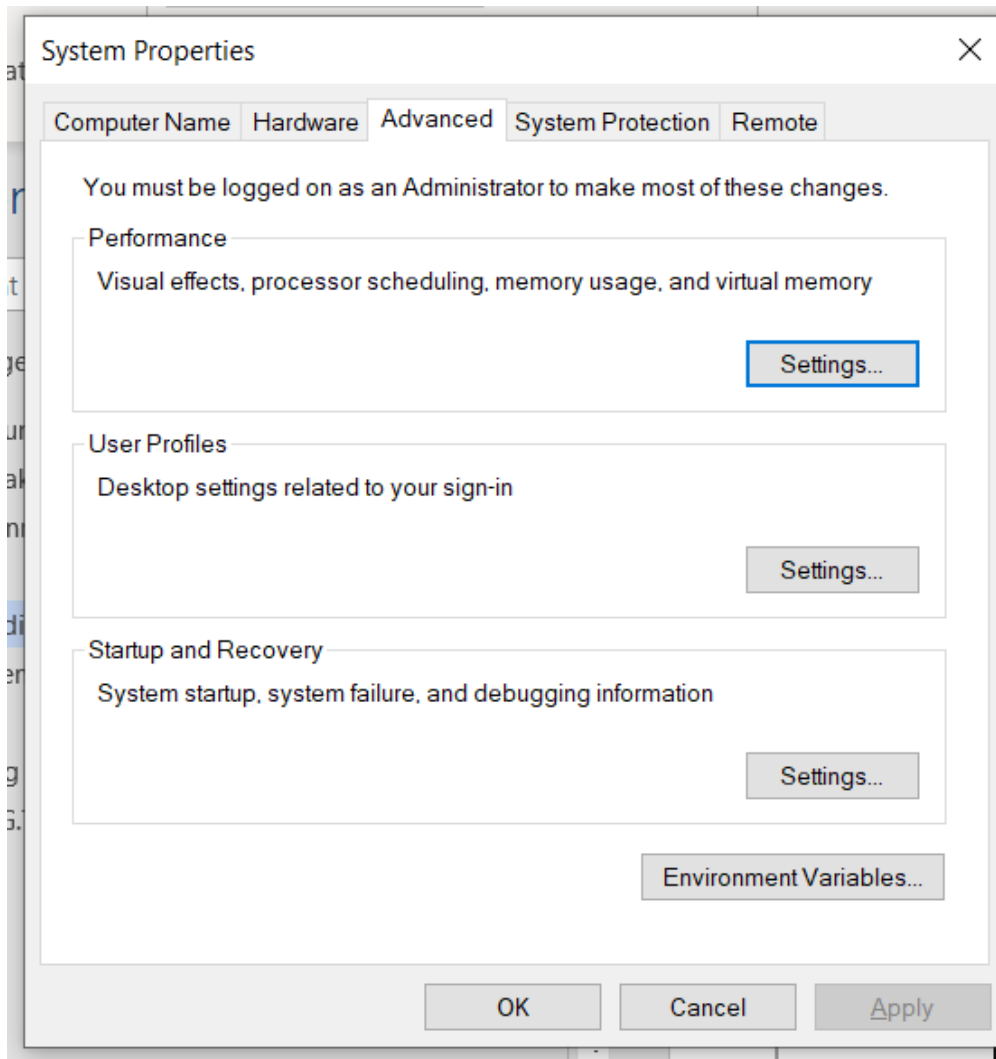 System Properties
Computer Name Hardware Advanced System Protection Remote
You must be logged on as an Administrator to make most of these changes.
Performance
Visual effects, processor scheduling, memory usage, and virtual memory
Settings...
User Profiles
Desktop settings related to your sign-in
Settings...
Startup and Recovery
System startup, system failure, and debugging information
Settings...
Environment Variables...
OK Cancel Apply